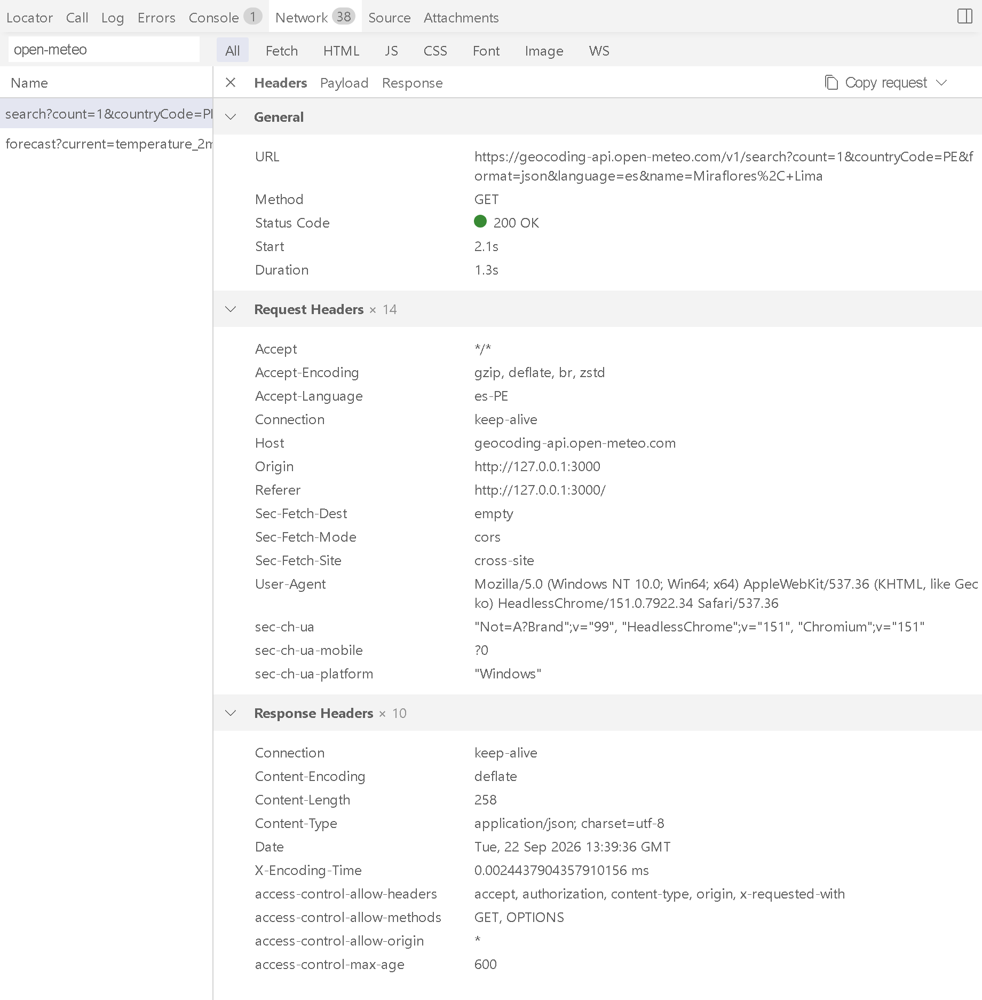 Locator Call Log Errors Console 1 Network 38 Source Attachments
open-meteo All Fetch HTML JS CSS Font Image WS
Name
search?count=1&countryCode=PE
forecast?current=temperature_2m
Headers Payload Response Copy request
General
URL https://geocoding-api.open-meteo.com/v1/search?count=1&countryCode=PE&f
ormat=json&language=es&name=Miraflores%2C+Lima
Method GET
Status Code 200 OK
Start 2.1s
Duration 1.3s
Request Headers × 14
Accept */*
Accept-Encoding gzip, deflate, br, zstd
Accept-Language es-PE
Connection keep-alive
Host geocoding-api.open-meteo.com
Origin http://127.0.0.1:3000
Referer http://127.0.0.1:3000/
Sec-Fetch-Dest empty
Sec-Fetch-Mode cors
Sec-Fetch-Site cross-site
User-Agent Mozilla/5.0 (Windows NT 10.0; Win64; x64) AppleWebKit/537.36 (KHTML, like Gec
ko) HeadlessChrome/151.0.7922.34 Safari/537.36
sec-ch-ua "Not=A?Brand";v="99", "HeadlessChrome";v="151", "Chromium";v="151"
sec-ch-ua-mobile ?0
sec-ch-ua-platform "Windows"
Response Headers × 10
Connection keep-alive
Content-Encoding deflate
Content-Length 258
Content-Type application/json; charset=utf-8
Date Tue, 22 Sep 2026 13:39:36 GMT
X-Encoding-Time 0.0024437904357910156 ms
access-control-allow-headers accept, authorization, content-type, origin, x-requested-with
access-control-allow-methods GET, OPTIONS
access-control-allow-origin *
access-control-max-age 600